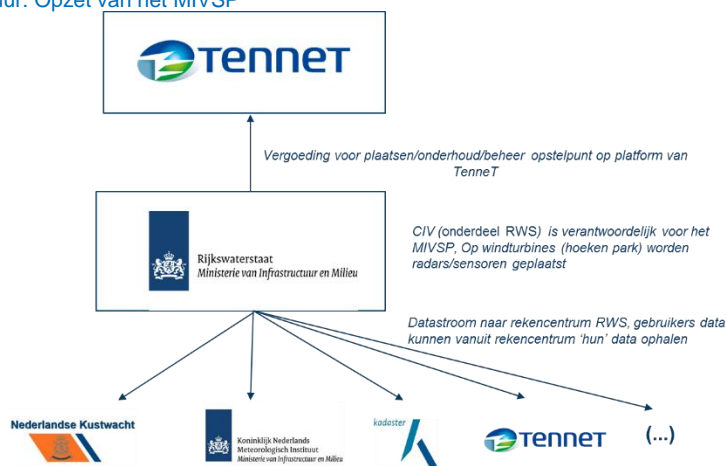 uur: Opzet van het MIVSP
TenneT
Vergoeding voor plaatsen/onderhoud/beheer opstelpunt op platform van
TenneT
Rijkswaterstaat
Ministerie van Infrastructuur en Milieu
CIV (onderdeel RWS) is verantwoordelijk voor het
MIVSP, Op windturbines (hoeken park) worden
radars/sensoren geplaatst
Datastroom naar rekencentrum RWS, gebruikers data
kunnen vanuit rekencentrum ‘hun’ data ophalen
Nederlandse Kustwacht
Koninklijk Nederlands
Meteorologisch Instituut
Ministerie van Infrastructuur en Milieu
kadaster
TenneT
(...)